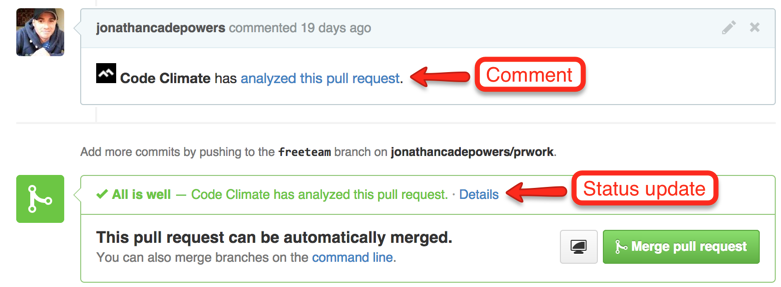 jonathancadepowers commented 19 days ago
Code Climate has analyzed this pull request.
Comment
Add more commits by pushing to the freeteam branch on jonathancadepowers/prwork.
All is well — Code Climate has analyzed this pull request. · Details
Status update
This pull request can be automatically merged.
You can also merge branches on the command line.
Merge pull request